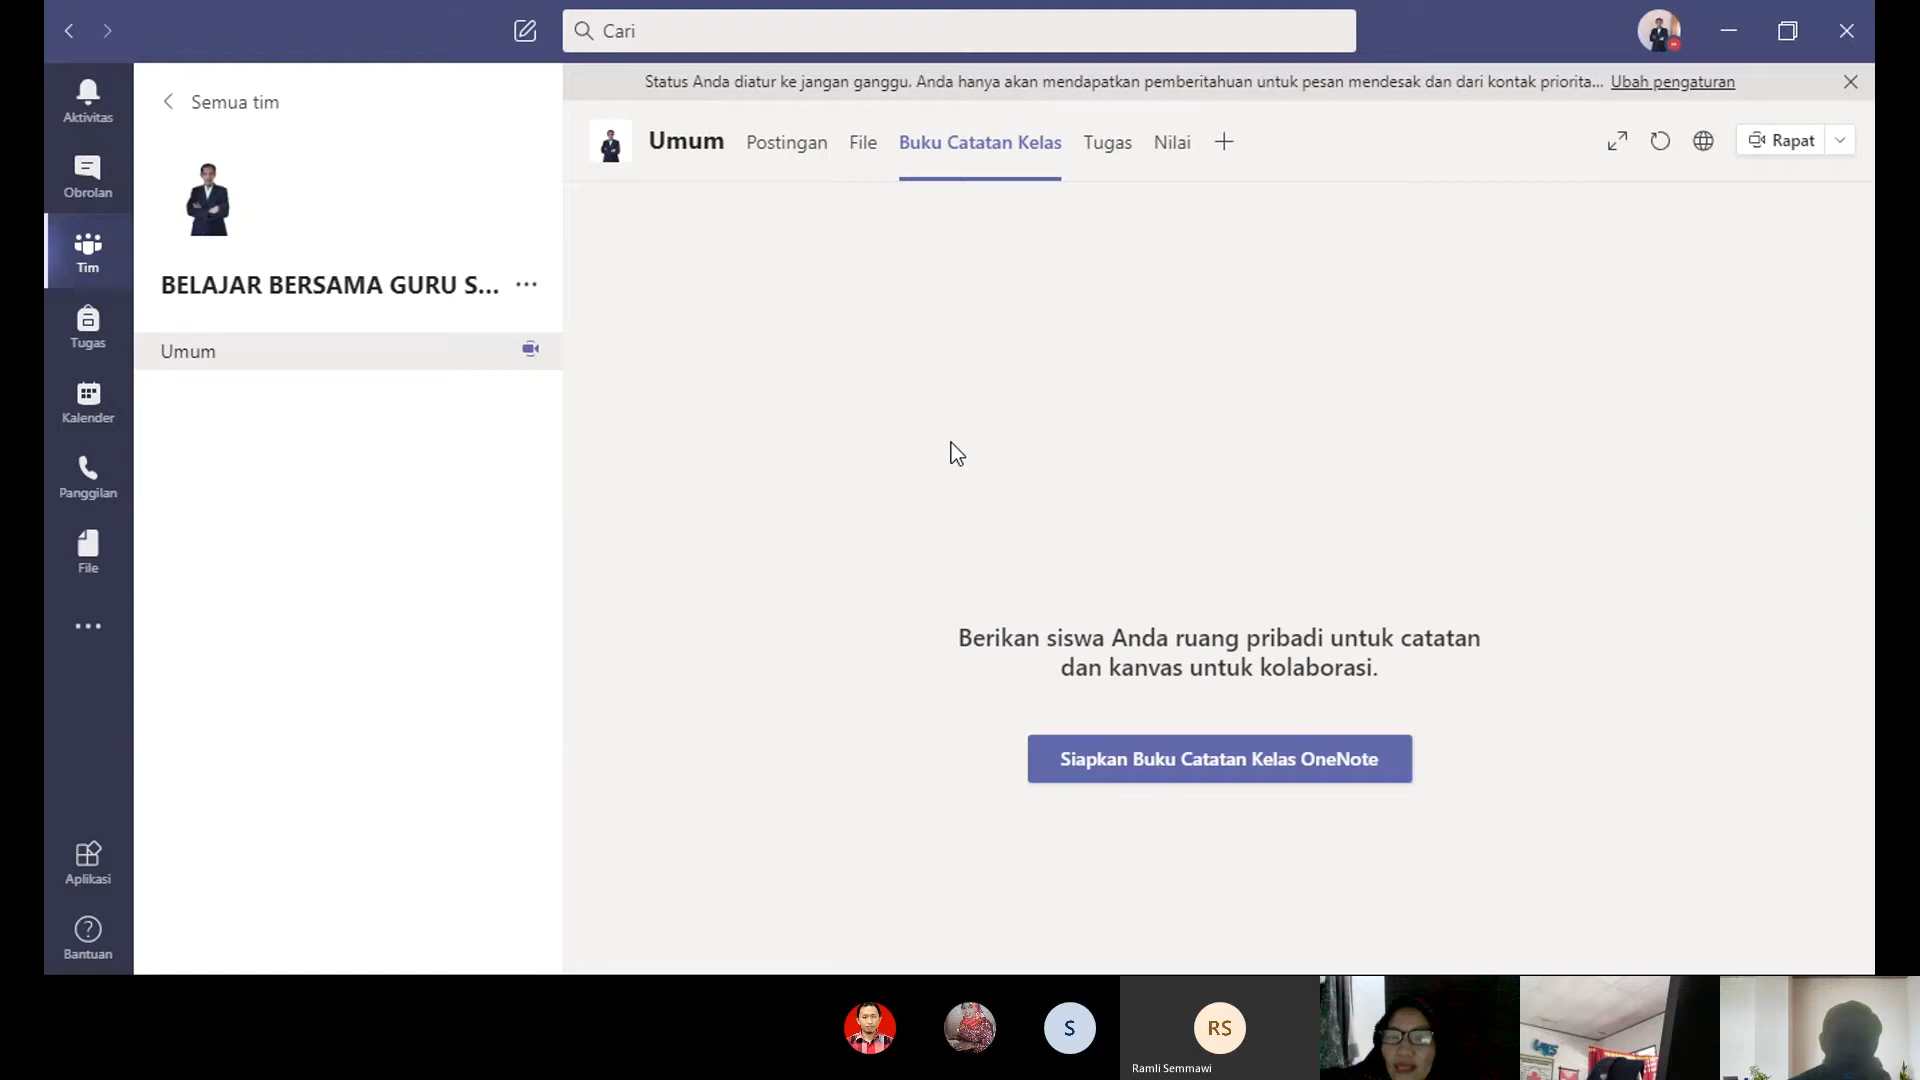 Cari
Status Anda diatur ke jangan ganggu. Anda hanya akan mendapatkan pemberitahuan untuk pesan mendesak dan dari kontak priorita... Ubah pengaturan
Aktivitas
Obrolan
Tim
Tugas
Kalender
Panggilan
File
Aplikasi
Bantuan
Semua tim
BELAJAR BERSAMA GURU S... ...
Umum
Umum Postingan File Buku Catatan Kelas Tugas Nilai
Rapat
Berikan siswa Anda ruang pribadi untuk catatan
dan kanvas untuk kolaborasi.
Siapkan Buku Catatan Kelas OneNote
S
RS
Ramli Semmawi